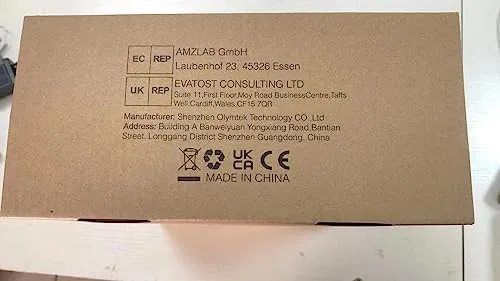 EC REP AMZLAB GmbH
Laubenhof 23, 45326 Essen
UK REP EVATOST CONSULTING LTD
Suite 11,First Floor,Moy Road BusinessCentre,Taffs
Well,Cardiff,Wales,CF15 7QR
Manufacturer: Shenzhen Olymtek Technology CO.,Ltd
Address: Building A Banweiyuan Yongxiang Road,Bantian
Street, Longgang District Shenzhen Guangdong, China
UK
CA CE
MADE IN CHINA